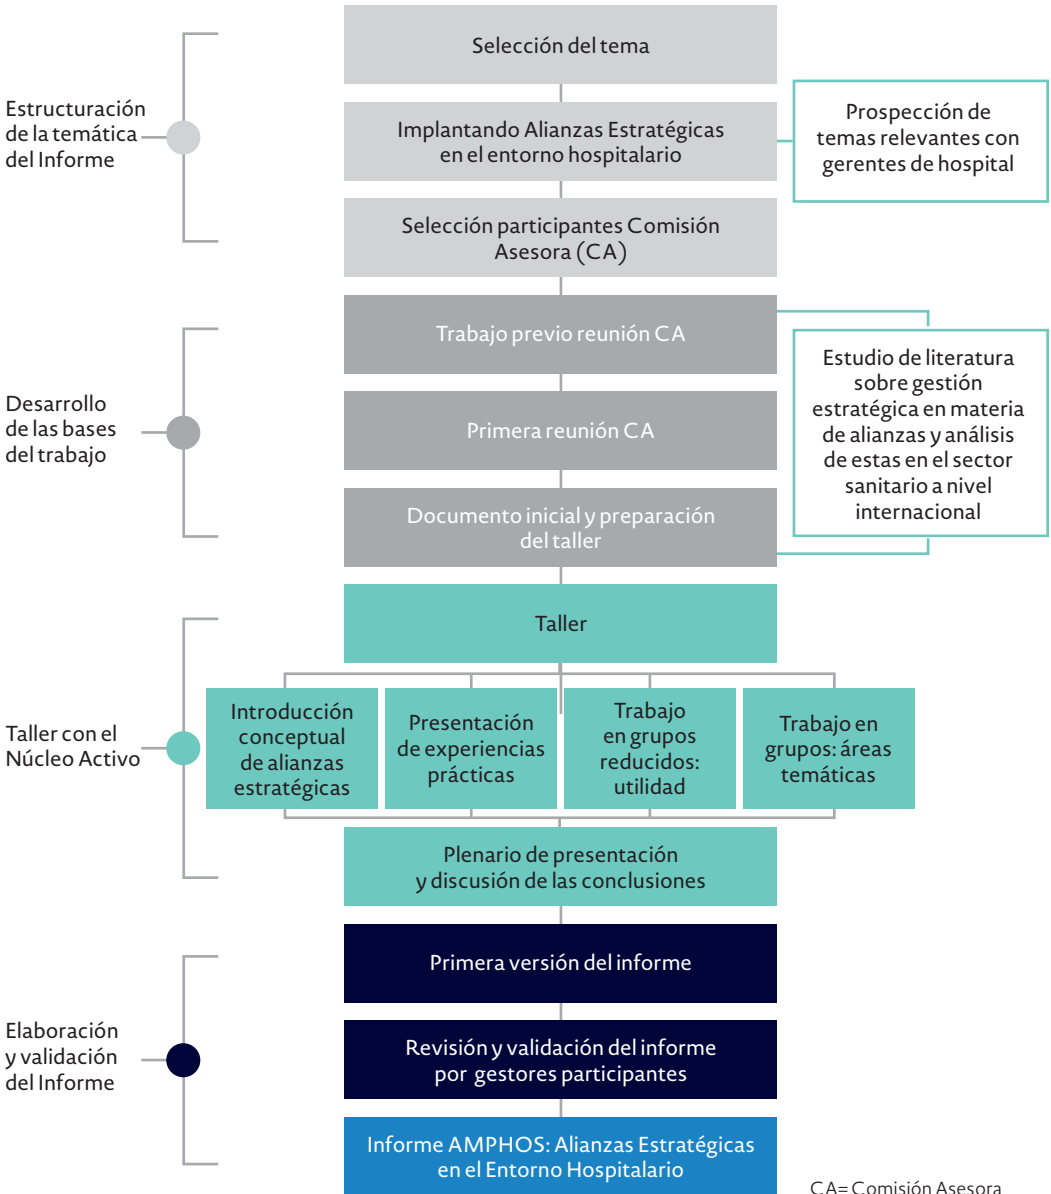 Selección del tema
Estructuración
de la temática
del Informe
Implantando Alianzas Estratégicas
en el entorno hospitalario
Prospección de
temas relevantes con
gerentes de hospital
Selección participantes Comisión
Asesora (CA)
Trabajo previo reunión CA
Desarrollo
de las bases
del trabajo
Primera reunión CA
Estudio de literatura
sobre gestión
estratégica en materia
de alianzas y análisis
de estas en el sector
sanitario a nivel
internacional
Documento inicial y preparación
del taller
Taller
Taller con el
Núcleo Activo
Introducción
conceptual
de alianzas
estratégicas
Presentación
de experiencias
prácticas
Trabajo
en grupos
reducidos:
utilidad
Trabajo en
grupos: áreas
temáticas
Plenario de presentación
y discusión de las conclusiones
Primera versión del informe
Elaboración
y validación
del Informe
Revisión y validación del informe
por gestores participantes
Informe AMPHOS: Alianzas Estratégicas
en el Entorno Hospitalario
CA= Comisión Asesora